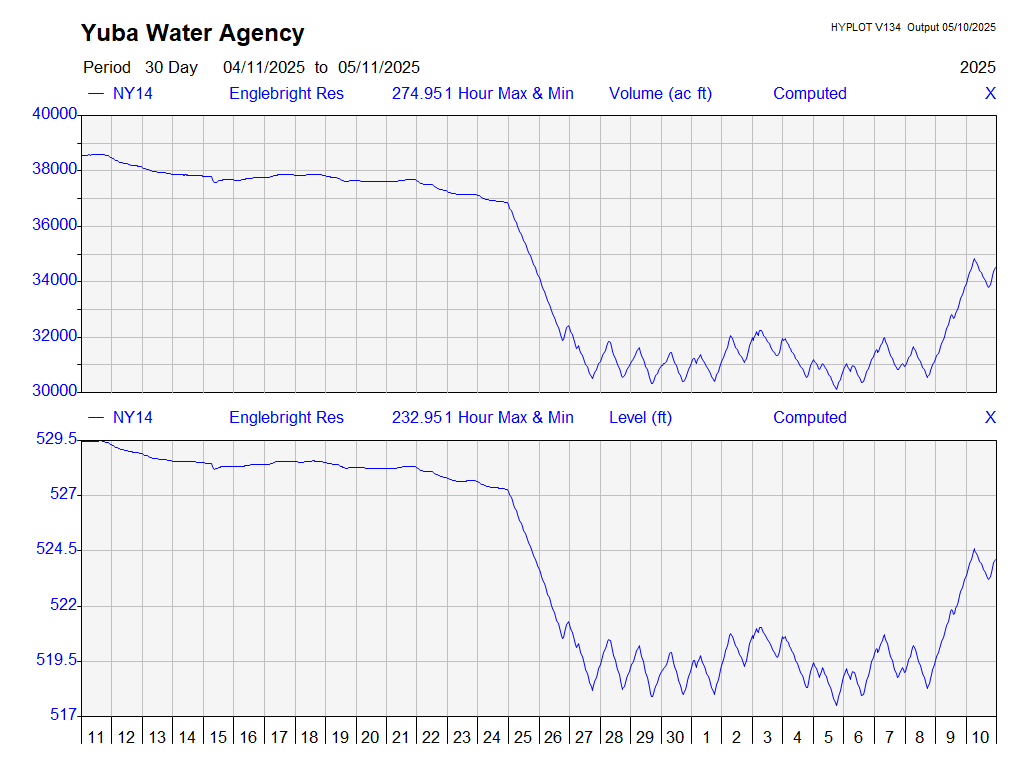 Yuba Water Agency
HYPLOT V134 Output 05/10/2025
Period 30 Day 04/11/2025 to 05/11/2025 2025
NY14 Englebright Res 274.951 Hour Max & Min Volume (ac ft) Computed X
40000
38000
36000
34000
32000
30000
NY14 Englebright Res 232.951 Hour Max & Min Level (ft) Computed X
529.5
527
524.5
522
519.5
517
11 12 13 14 15 16 17 18 19 20 21 22 23 24 25 26 27 28 29 30 1 2 3 4 5 6 7 8 9 10